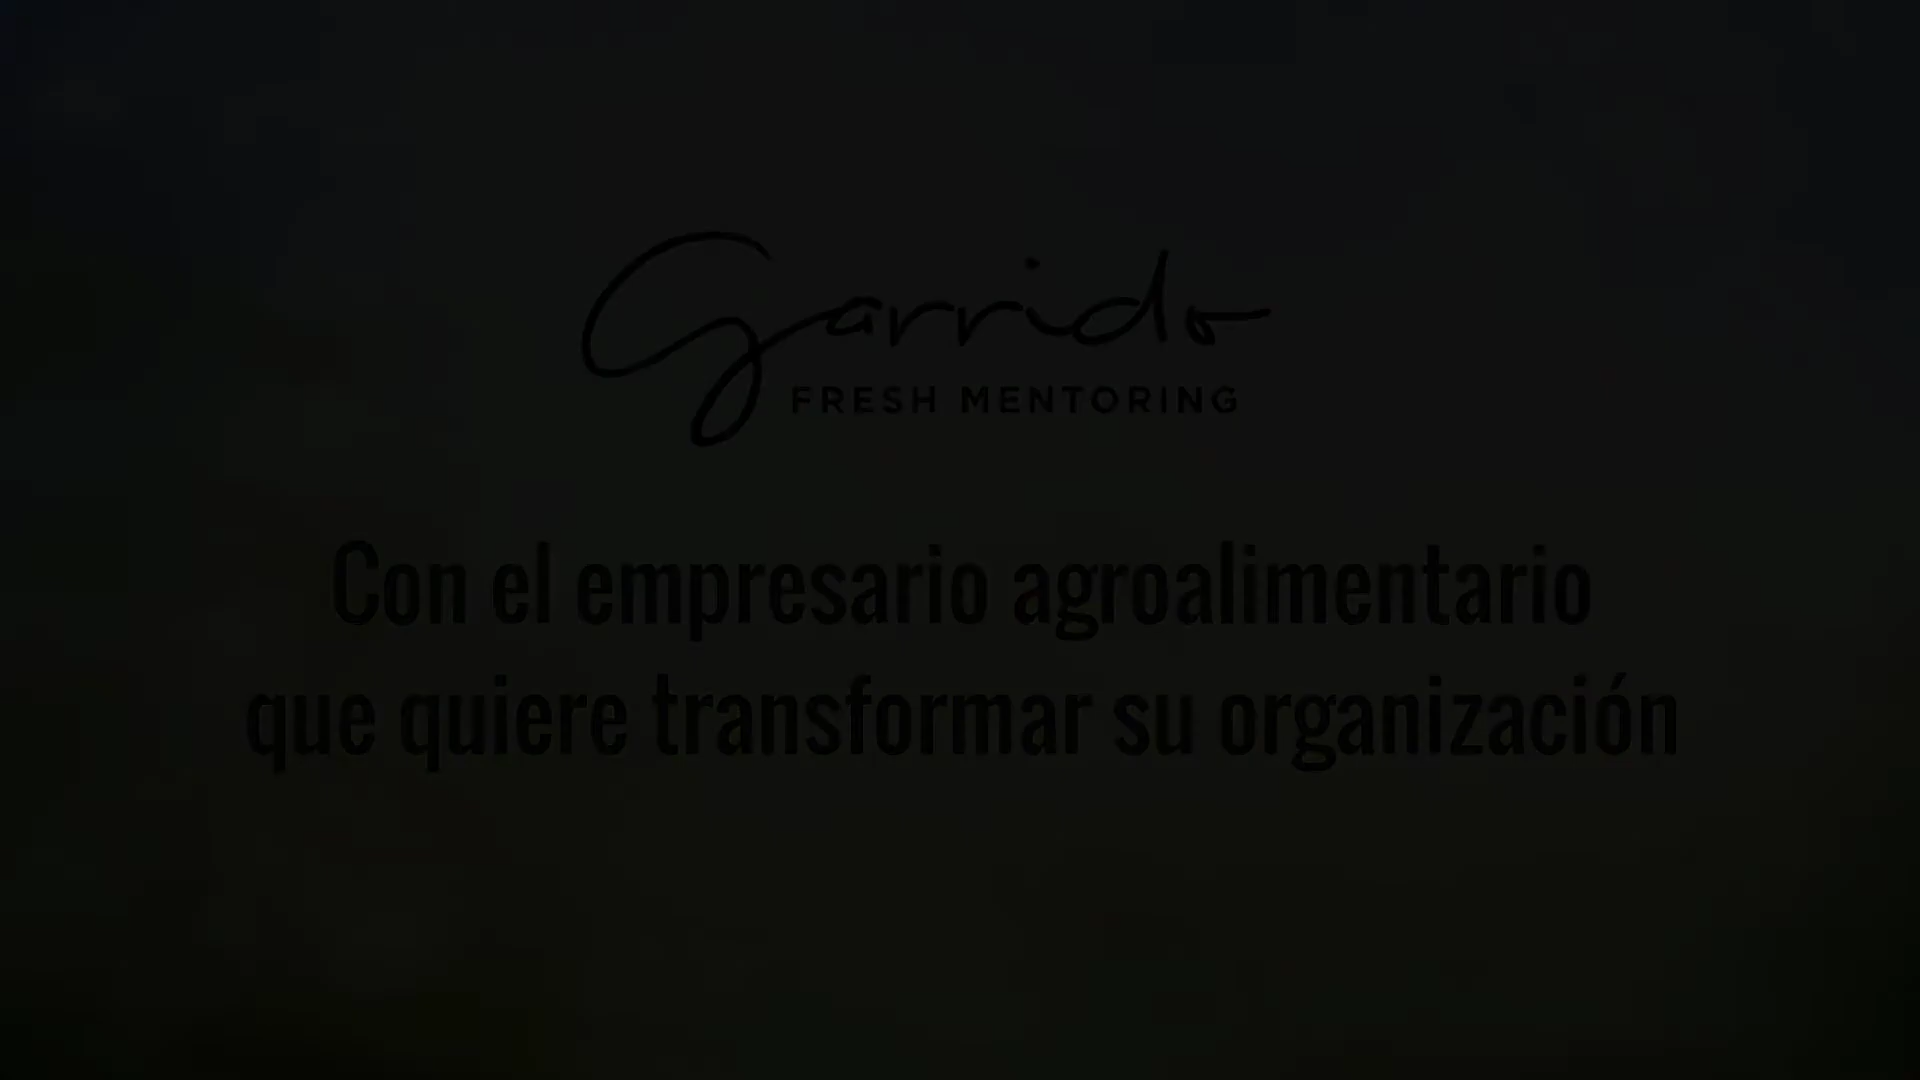 Garrido
FRESH MENTORING
Con el empresario agroalimentario
que quiere transformar su organización